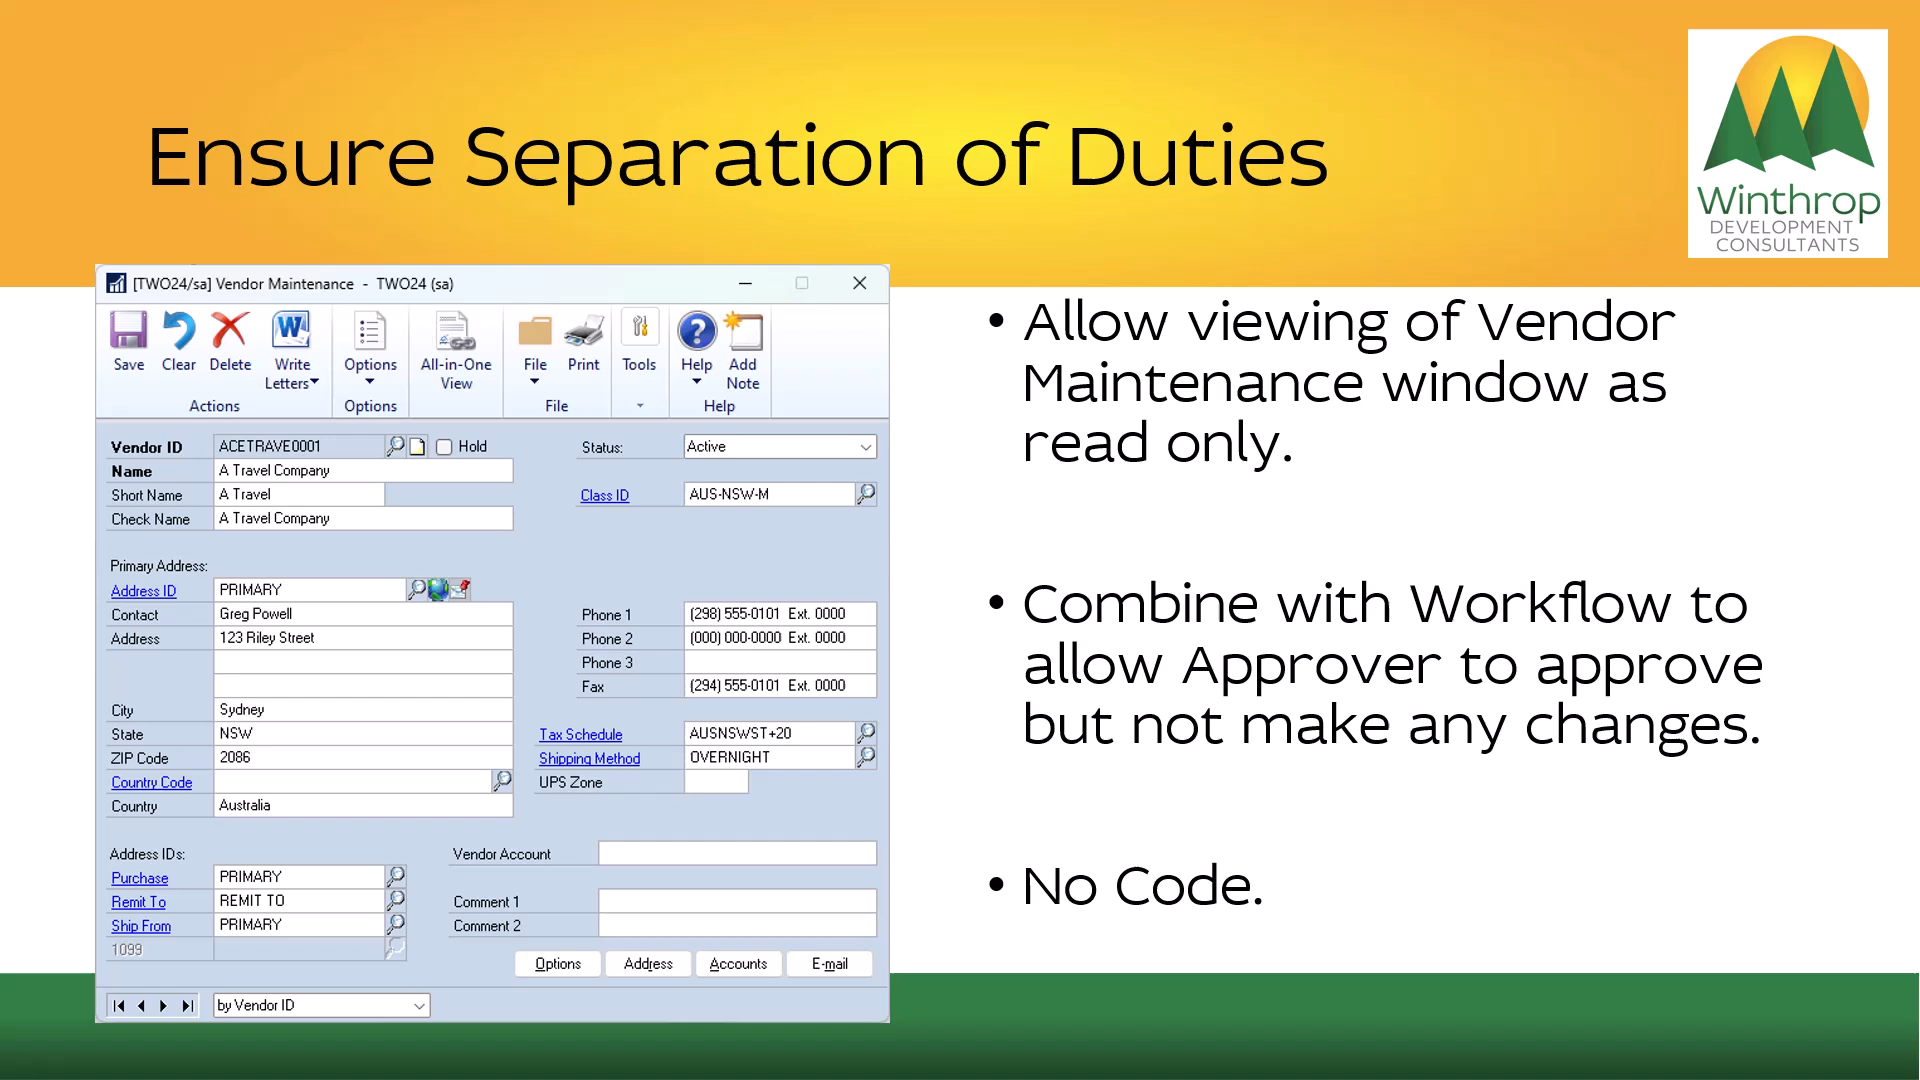 Ensure Separation of Duties
Winthrop
DEVELOPMENT
CONSULTANTS
[TWO24/sa] Vendor Maintenance - TWO24 (sa)
Save Clear Delete Write Letters Options All-in-One View File Print Tools Help Add Note
Actions Options File Help
Vendor ID ACETRAVE0001 Hold Status: Active
Name A Travel Company
Short Name A Travel Class ID AUS-NSW-M
Check Name A Travel Company
Primary Address:
Address ID PRIMARY
Contact Greg Powell Phone 1 (298) 555-0101 Ext. 0000
Address 123 Riley Street Phone 2 (000) 000-0000 Ext. 0000
Phone 3
Fax (294) 555-0101 Ext. 0000
City Sydney
State NSW Tax Schedule AUSNSWST+20
ZIP Code 2086 Shipping Method OVERNIGHT
Country Code UPS Zone
Country Australia
Address IDs: Vendor Account
Purchase PRIMARY
Remit To REMIT TO Comment 1
Ship From PRIMARY Comment 2
1099
Options Address Accounts E-mail
by Vendor ID
• Allow viewing of Vendor
Maintenance window as
read only.
• Combine with Workflow to
allow Approver to approve
but not make any changes.
• No Code.